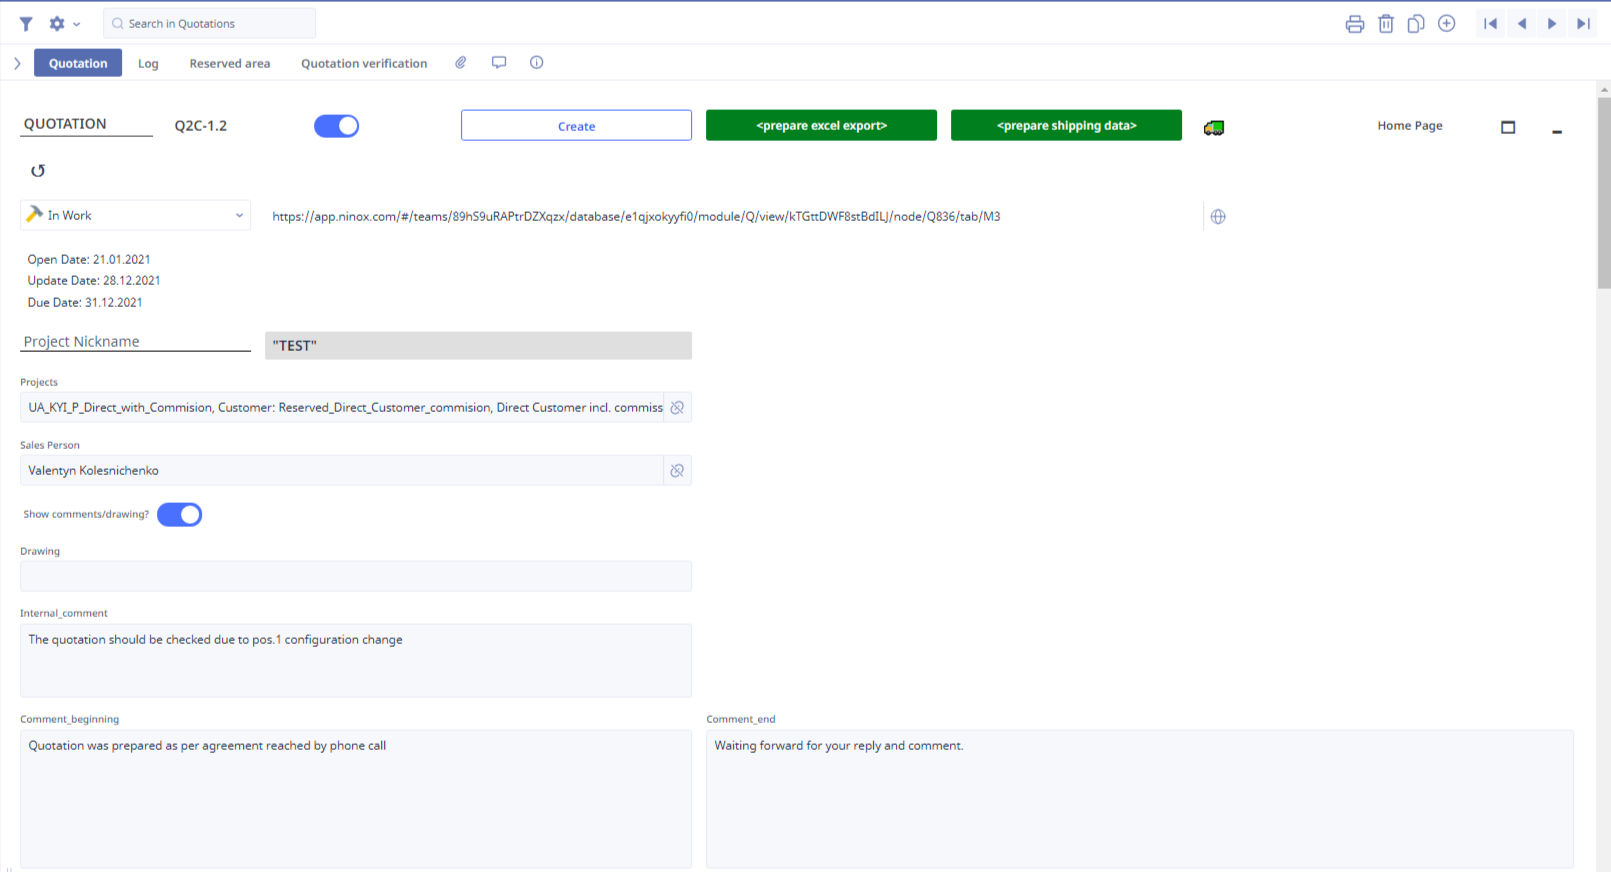 Search in Quotations
Quotation Log Reserved area Quotation verification
QUOTATION Q2C-1.2 Create <prepare excel export> <prepare shipping data> Home Page
In Work https://app.ninox.com/#/teams/89hS9uRAPtrDZXqzx/database/e1qjxokyyfi0/module/Q/view/kTGttDWF8stBdILJ/node/Q836/tab/M3
Open Date: 21.01.2021
Update Date: 28.12.2021
Due Date: 31.12.2021
Project Nickname "TEST"
Projects
UA_KYI_P_Direct_with_Commision, Customer: Reserved_Direct_Customer_commision, Direct Customer incl. commiss
Sales Person
Valentyn Kolesnichenko
Show comments/drawing?
Drawing
Internal_comment
The quotation should be checked due to pos.1 configuration change
Comment_beginning Comment_end
Quotation was prepared as per agreement reached by phone call Waiting forward for your reply and comment.